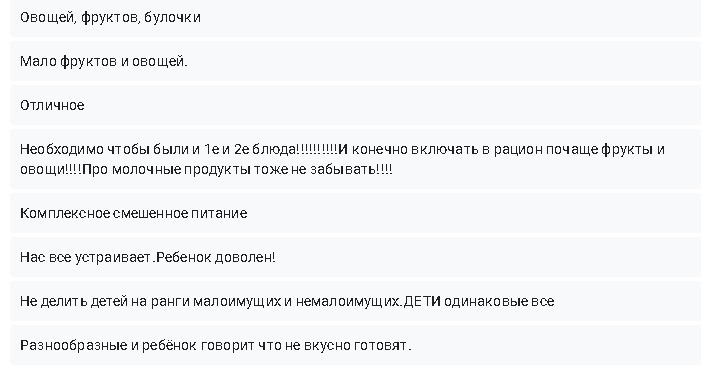 Овощей, фруктов, булочки
Мало фруктов и овощей.
Отличное
Необходимо чтобы были и 1е и 2е блюда!!!!!!!!!!И конечно включать в рацион почаще фрукты и
овощи!!!!Про молочные продукты тоже не забывать!!!!
Комплексное смешенное питание
Нас все устраивает.Ребенок доволен!
Не делить детей на ранги малоимущих и немалоимущих.ДЕТИ одинаковые все
Разнообразные и ребёнок говорит что не вкусно готовят.